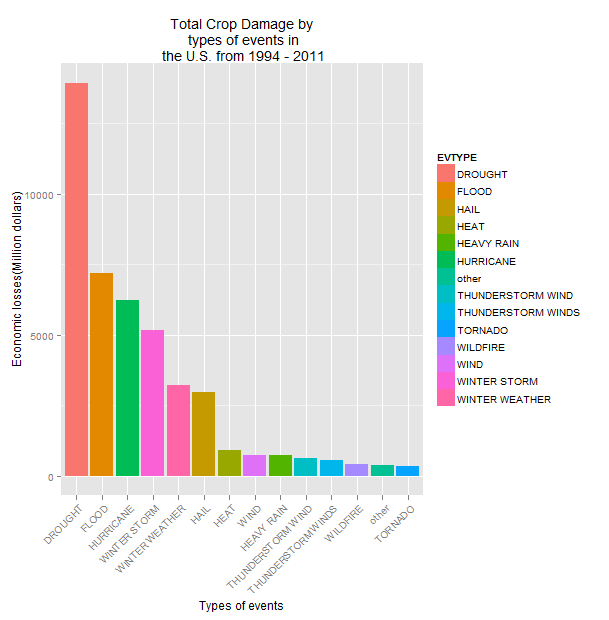 Total Crop Damage by
types of events in
the U.S. from 1994 - 2011
Economic losses(Million dollars)
10000
5000
0
DROUGHT
FLOOD
HURRICANE
WINTER STORM
WINTER WEATHER
HAIL
HEAT
WIND
HEAVY RAIN
THUNDERSTORM WIND
THUNDERSTORM WINDS
WILDFIRE
other
TORNADO
Types of events
EVTYPE
DROUGHT
FLOOD
HAIL
HEAT
HEAVY RAIN
HURRICANE
other
THUNDERSTORM WIND
THUNDERSTORM WINDS
TORNADO
WILDFIRE
WIND
WINTER STORM
WINTER WEATHER